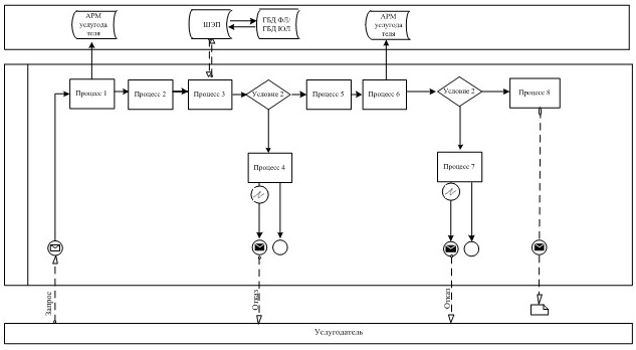 АРМ
услугода
теля
ШЭП
ГБД ФЛ/
ГБД ЮЛ
АРМ
услугода
теля
Процесс 1
Процесс 2
Процесс 3
Условие 2
Процесс 5
Процесс 6
Условие 2
Процесс 8
Процесс 4
Процесс 7
Запрос
Отказ
Отказ
Услугодатель